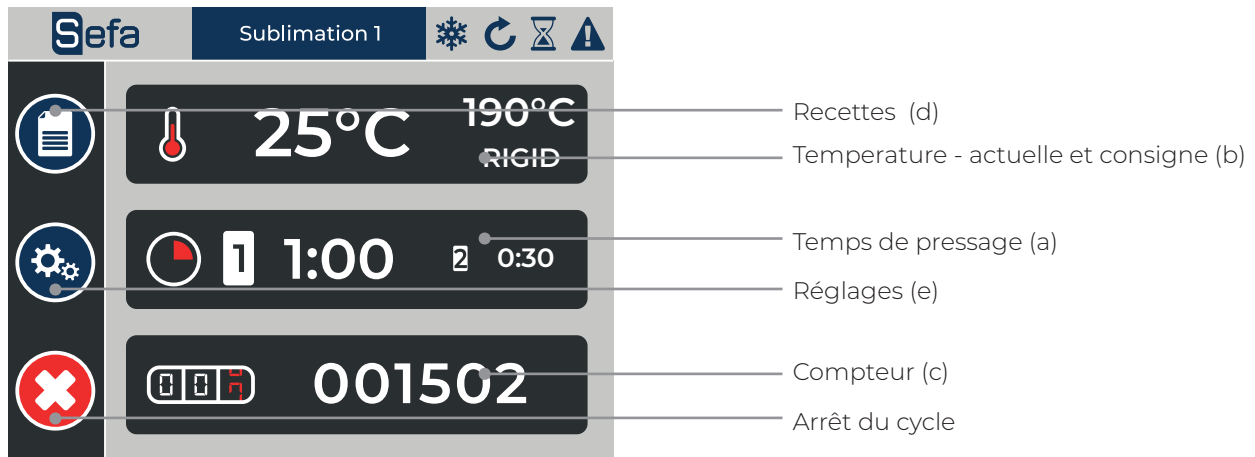 Sefa
Sublimation 1
25°C
190°C
RIGID
1 1:00
2 0:30
001502
Recettes (d)
Temperature - actuelle et consigne (b)
Temps de pressage (a)
Réglages (e)
Compteur (c)
Arrêt du cycle